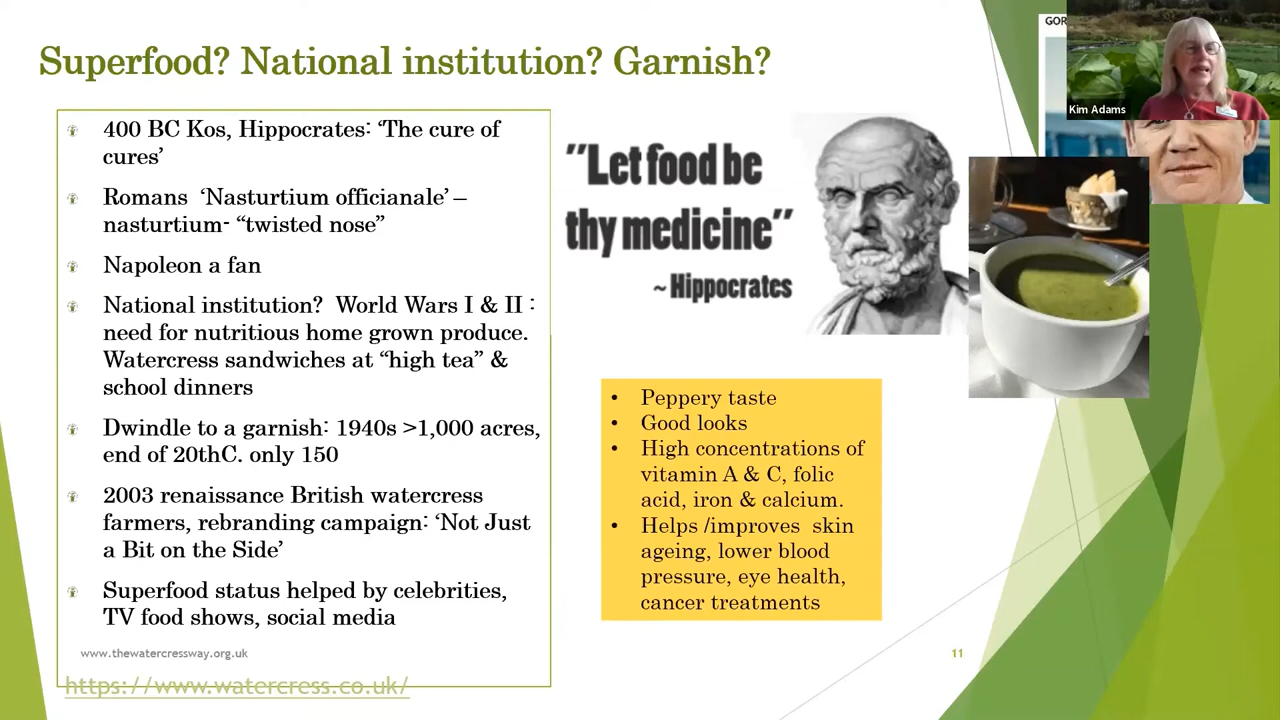 Superfood? National institution? Garnish?
400 BC Kos, Hippocrates: ‘The cure of
cures’
Romans ‘Nasturtium officianale’ –
nasturtium- “twisted nose”
Napoleon a fan
National institution? World Wars I & II :
need for nutritious home grown produce.
Watercress sandwiches at “high tea” &
school dinners
Dwindle to a garnish: 1940s >1,000 acres,
end of 20thC. only 150
2003 renaissance British watercress
farmers, rebranding campaign: ‘Not Just
a Bit on the Side’
Superfood status helped by celebrities,
TV food shows, social media
www.thewatercressway.org.uk
https://www.watercress.co.uk/
"Let food be
thy medicine"
~ Hippocrates
• Peppery taste
• Good looks
• High concentrations of
vitamin A & C, folic
acid, iron & calcium.
• Helps /improves skin
ageing, lower blood
pressure, eye health,
cancer treatments
11
GOR
Kim Adams